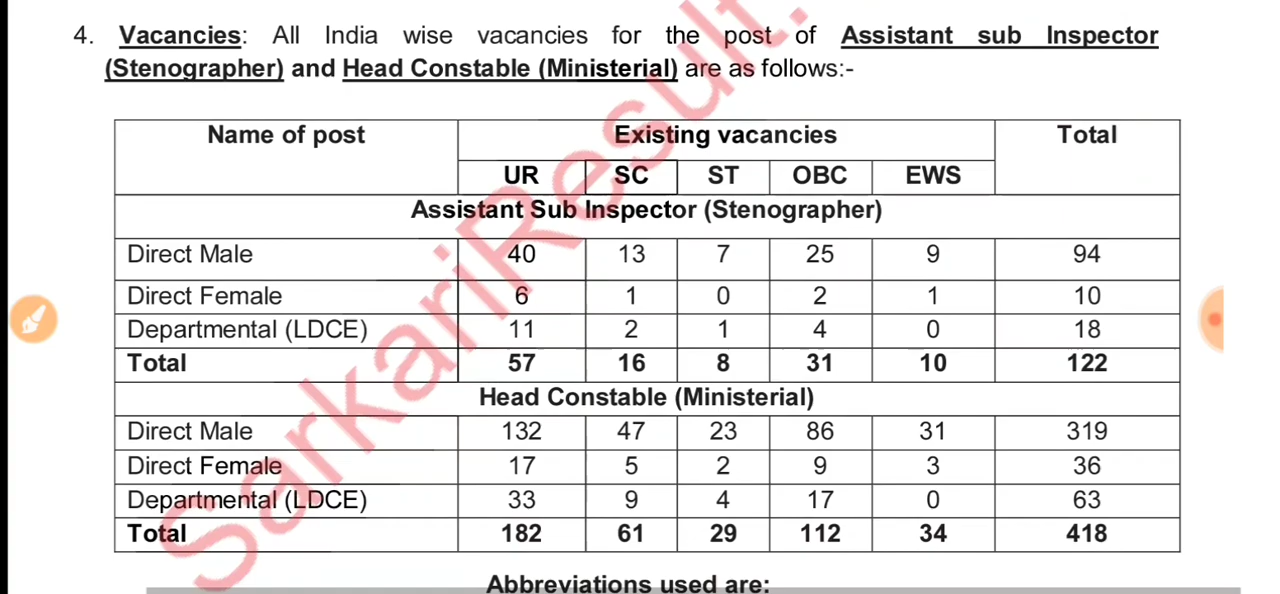 4. Vacancies: All India wise vacancies for the post of Assistant sub Inspector
(Stenographer) and Head Constable (Ministerial) are as follows:-
Name of post Existing vacancies Total
UR SC ST OBC EWS
Assistant Sub Inspector (Stenographer)
Direct Male 40 13 7 25 9 94
Direct Female 6 1 0 2 1 10
Departmental (LDCE) 11 2 1 4 0 18
Total 57 16 8 31 10 122
Head Constable (Ministerial)
Direct Male 132 47 23 86 31 319
Direct Female 17 5 2 9 3 36
Departmental (LDCE) 33 9 4 17 0 63
Total 182 61 29 112 34 418
Abbreviations used are:
SarkariResult.